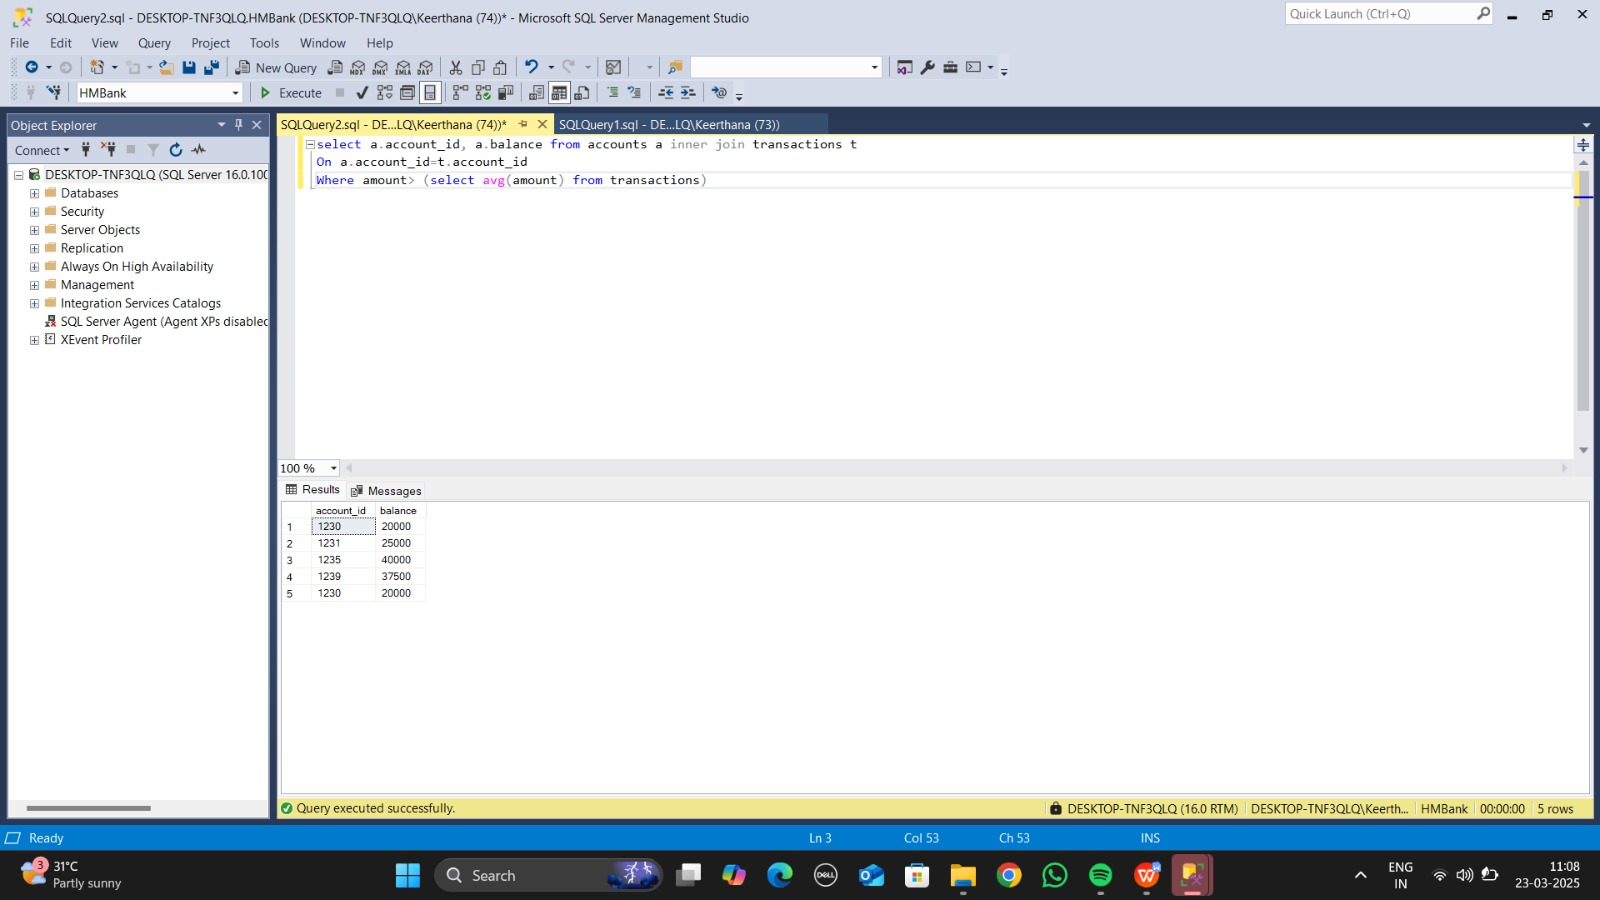 SQLQuery2.sql - DESKTOP-TNF3QLQ.HMBank (DESKTOP-TNF3QLQ\Keerthana (74))* - Microsoft SQL Server Management Studio
Quick Launch (Ctrl+Q)
File Edit View Query Project Tools Window Help
New Query MDX DMX XMLA DAX
HMBank Execute
Object Explorer
SQLQuery2.sql - DE...LQ\Keerthana (74))*
SQLQuery1.sql - DE...LQ\Keerthana (73))
Connect
DESKTOP-TNF3QLQ (SQL Server 16.0.100
Databases
Security
Server Objects
Replication
Always On High Availability
Management
Integration Services Catalogs
SQL Server Agent (Agent XPs disabled
XEvent Profiler
select a.account_id, a.balance from accounts a inner join transactions t
On a.account_id=t.account_id
Where amount> (select avg(amount) from transactions)
100 %
Results Messages
account_id balance
1 1230 20000
2 1231 25000
3 1235 40000
4 1239 37500
5 1230 20000
Query executed successfully.
DESKTOP-TNF3QLQ (16.0 RTM) DESKTOP-TNF3QLQ\Keerth... HMBank 00:00:00 5 rows
Ready Ln 3 Col 53 Ch 53 INS
3
31°C
Partly sunny
Search
DELL
ENG
IN
11:08
23-03-2025